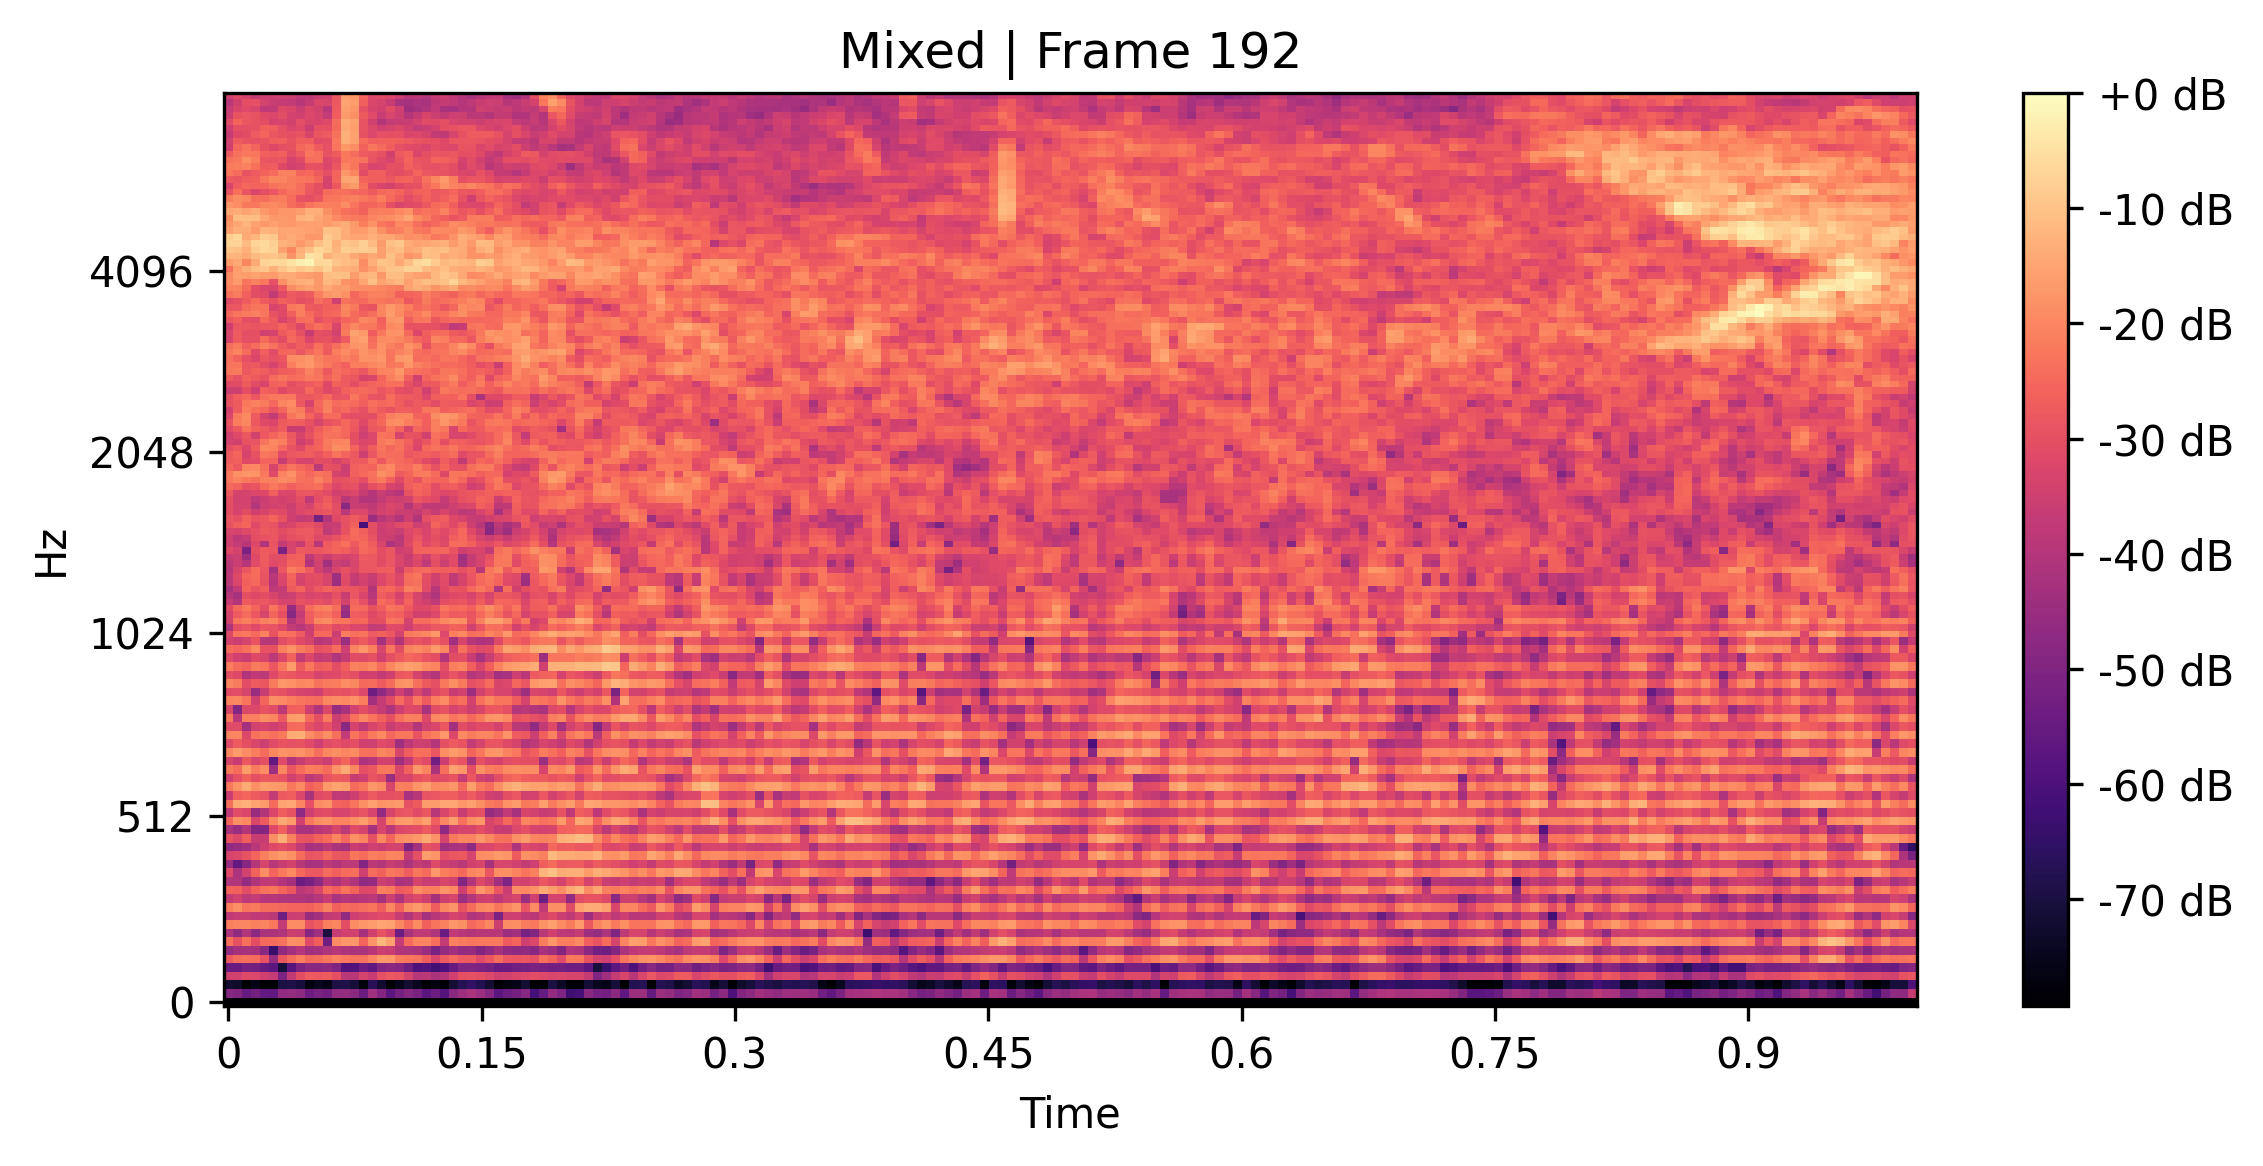 Mixed | Frame 192
+0 dB
-10 dB
-20 dB
-30 dB
-40 dB
-50 dB
-60 dB
-70 dB
4096
2048
1024
512
0
Hz
0 0.15 0.3 0.45 0.6 0.75 0.9
Time